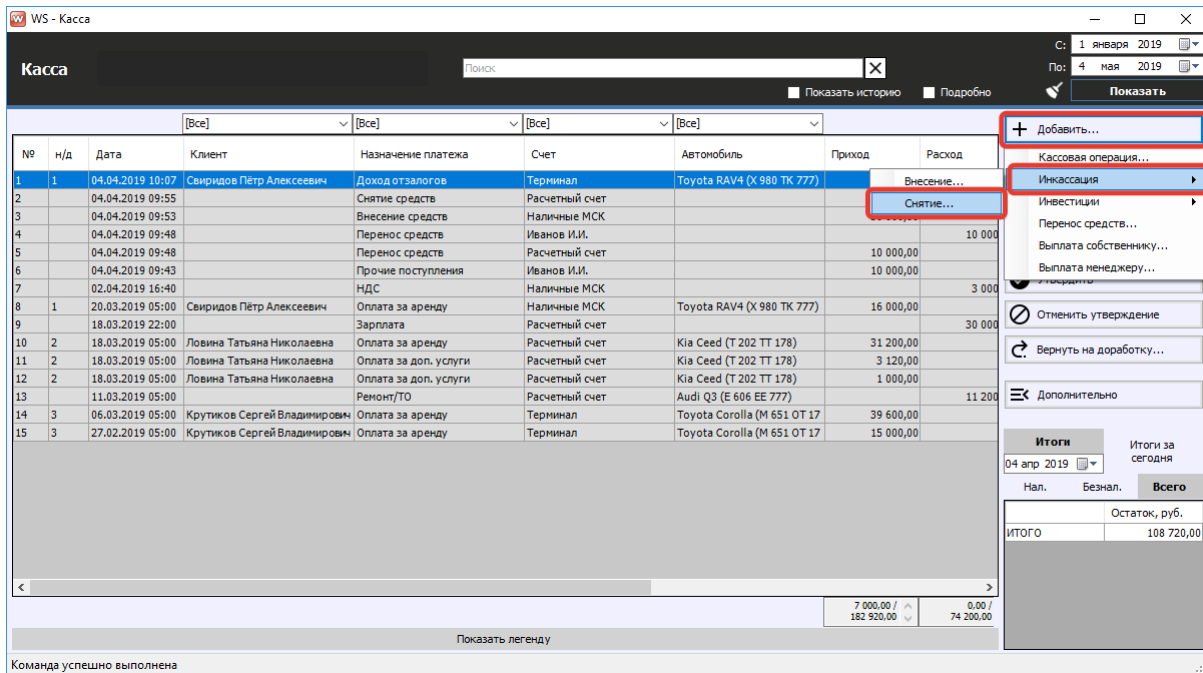 WS - Касса
Касса
Поиск
С: 1 января 2019
По: 4 мая 2019
Показать историю Подробно Показать
[Все] [Все] [Все] [Все]
Добавить...
№ н/д Дата Клиент Назначение платежа Счет Автомобиль Приход Расход
Кассовая операция...
Инкассация
Инвестиции
Перенос средств...
Выплата собственнику...
Выплата менеджеру...
Внесение...
Снятие...
1 1 04.04.2019 10:07 Свиридов Пётр Алексеевич Доход от залогов Терминал Toyota RAV4 (X 980 TK 777)
2 04.04.2019 09:55 Снятие средств Расчетный счет
3 04.04.2019 09:53 Внесение средств Наличные МСК
4 04.04.2019 09:48 Перенос средств Иванов И.И. 10 000
5 04.04.2019 09:48 Перенос средств Расчетный счет 10 000,00
6 04.04.2019 09:43 Прочие поступления Иванов И.И. 10 000,00
7 02.04.2019 16:40 НДС Наличные МСК 3 000
8 1 20.03.2019 05:00 Свиридов Пётр Алексеевич Оплата за аренду Наличные МСК Toyota RAV4 (X 980 TK 777) 16 000,00
9 18.03.2019 22:00 Зарплата Расчетный счет 30 000
10 2 18.03.2019 05:00 Ловина Татьяна Николаевна Оплата за аренду Расчетный счет Kia Ceed (T 202 TT 178) 31 200,00
11 2 18.03.2019 05:00 Ловина Татьяна Николаевна Оплата за доп. услуги Расчетный счет Kia Ceed (T 202 TT 178) 3 120,00
12 2 18.03.2019 05:00 Ловина Татьяна Николаевна Оплата за доп. услуги Расчетный счет Kia Ceed (T 202 TT 178) 1 000,00
13 11.03.2019 05:00 Ремонт/ТО Расчетный счет Audi Q3 (E 606 EE 777) 11 200
14 3 06.03.2019 05:00 Крутиков Сергей Владимирович Оплата за аренду Терминал Toyota Corolla (M 651 OT 17 39 600,00
15 3 27.02.2019 05:00 Крутиков Сергей Владимирович Оплата за аренду Терминал Toyota Corolla (M 651 OT 17 15 000,00
Утвердить
Отменить утверждение
Вернуть на доработку...
Дополнительно
Итоги Итоги за сегодня
04 апр 2019
Нал. Безнал. Всего
Остаток, руб.
ИТОГО 108 720,00
7 000,00 / 0,00 /
182 920,00 74 200,00
Показать легенду
Команда успешно выполнена